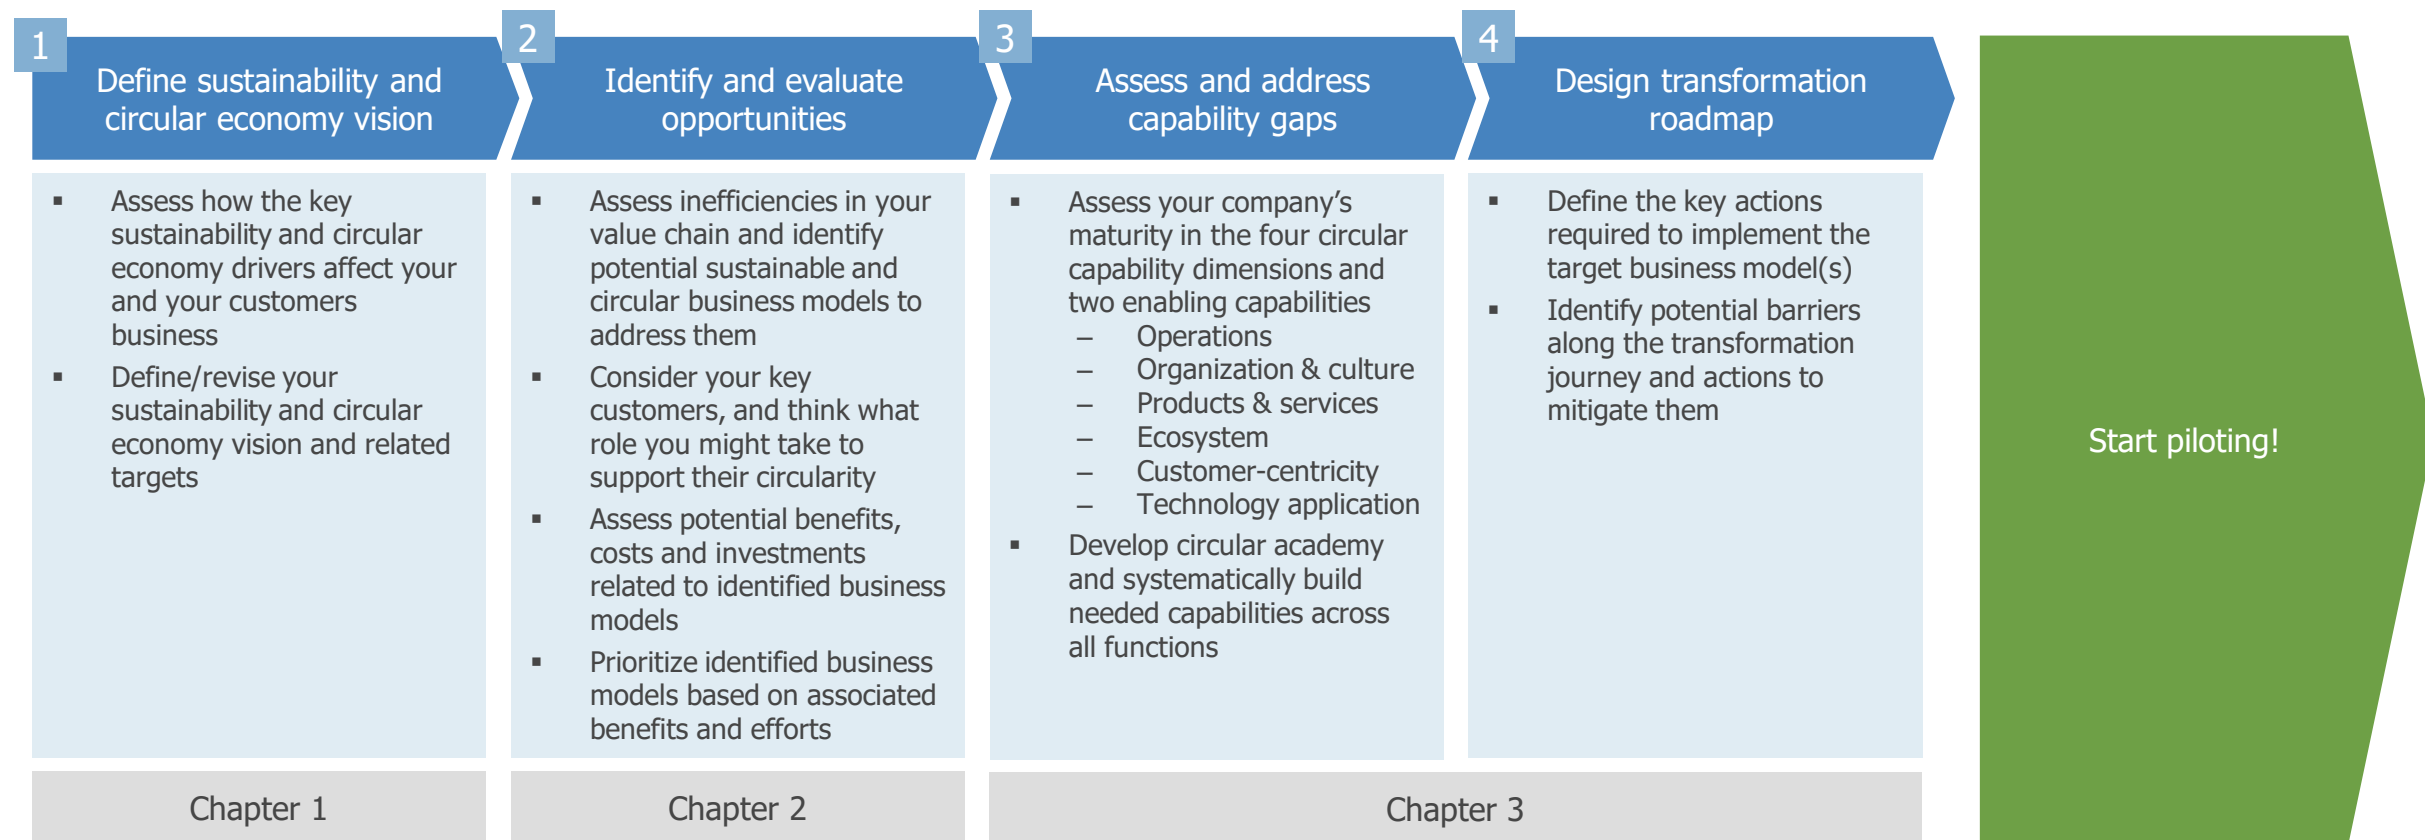 1
Define sustainability and
circular economy vision
▪ Assess how the key
sustainability and circular
economy drivers affect your
and your customers
business
▪ Define/revise your
sustainability and circular
economy vision and related
targets
Chapter 1
2
Identify and evaluate
opportunities
▪ Assess inefficiencies in your
value chain and identify
potential sustainable and
circular business models to
address them
▪ Consider your key
customers, and think what
role you might take to
support their circularity
▪ Assess potential benefits,
costs and investments
related to identified business
models
▪ Prioritize identified business
models based on associated
benefits and efforts
Chapter 2
3
Assess and address
capability gaps
▪ Assess your company’s
maturity in the four circular
capability dimensions and
two enabling capabilities
– Operations
– Organization & culture
– Products & services
– Ecosystem
– Customer-centricity
– Technology application
▪ Develop circular academy
and systematically build
needed capabilities across
all functions
4
Design transformation
roadmap
▪ Define the key actions
required to implement the
target business model(s)
▪ Identify potential barriers
along the transformation
journey and actions to
mitigate them
Chapter 3
Start piloting!